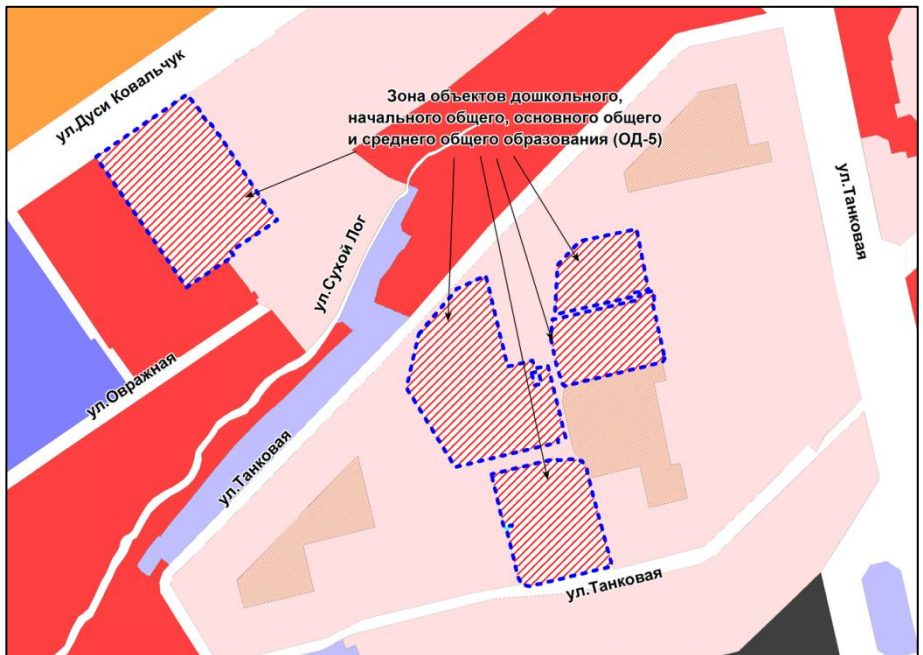 ул.Дуси Ковальчук
Зона объектов дошкольного,
начального общего, основного общего
и среднего общего образования (ОД-5)
ул.Танковая
ул.Сухой Лог
ул.Овражная
ул.Танковая
ул.Танковая